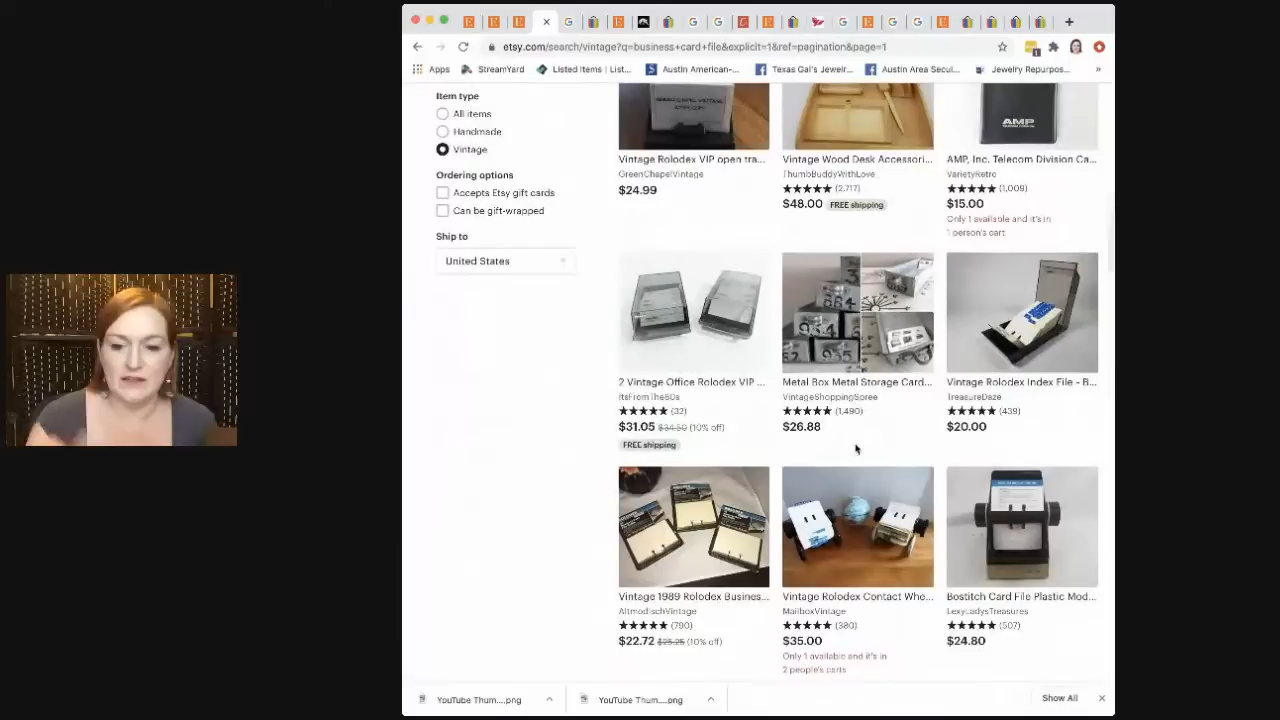 etsy.com/search/vintage?q=business+card+file&explicit=1&ref=pagination&page=1
Apps
StreamYard
Listed Items | List...
Austin American-...
Texas Gal's Jewelr...
Austin Area Secul...
Jewelry Repurpos...
»
Item type
All items
Handmade
Vintage
Ordering options
Accepts Etsy gift cards
Can be gift-wrapped
Ship to
United States
AMP
Vintage Rolodex VIP open tra...
GreenChapelVintage
$24.99
Vintage Wood Desk Accessori...
ThumbBuddyWithLove
★★★★★ (2,717)
$48.00 FREE shipping
AMP, Inc. Telecom Division Ca...
VarietyRetro
★★★★★ (1,009)
$15.00
Only 1 available and it's in
1 person's cart
2 Vintage Office Rolodex VIP ...
ItsFromThe60s
★★★★★ (32)
$31.05 $34.50 (10% off)
FREE shipping
Metal Box Metal Storage Card...
VintageShoppingSpree
★★★★★ (1,490)
$26.88
Vintage Rolodex Index File - B...
TreasureDaze
★★★★★ (439)
$20.00
Vintage 1989 Rolodex Busines...
AltmodischVintage
★★★★★ (790)
$22.72 $25.25 (10% off)
Vintage Rolodex Contact Whe...
MailboxVintage
★★★★★ (380)
$35.00
Only 1 available and it's in
2 people's carts
Bostitch Card File Plastic Mod...
LexyLadysTreasures
★★★★★ (507)
$24.80
YouTube Thum....png
YouTube Thum....png
Show All